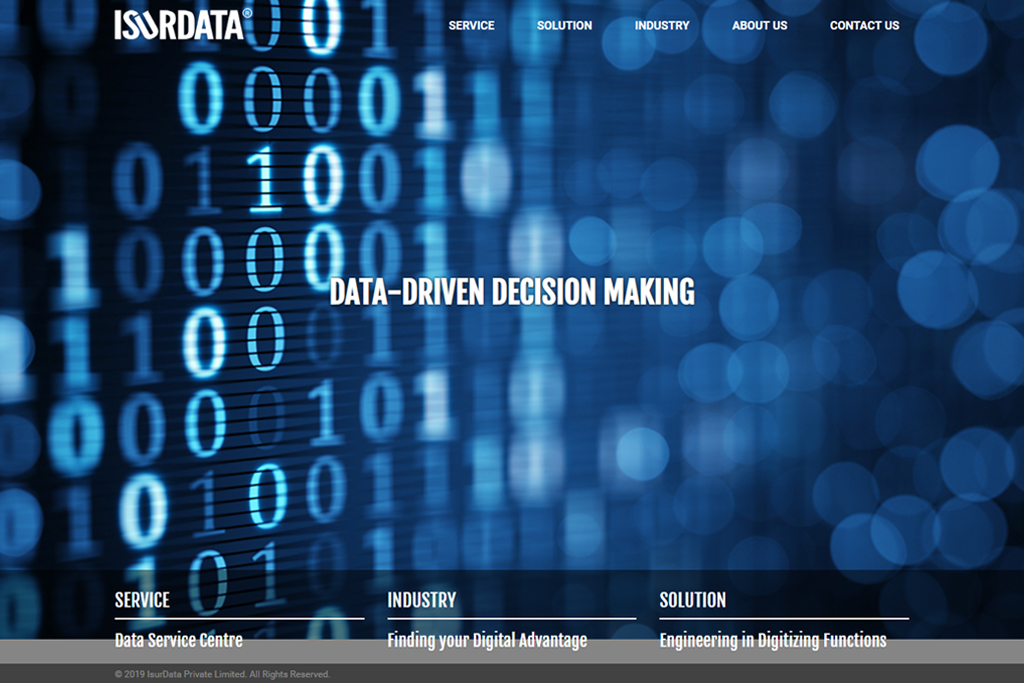 ISURDATA®
SERVICE SOLUTION INDUSTRY ABOUT US CONTACT US
DATA-DRIVEN DECISION MAKING
SERVICE
Data Service Centre
INDUSTRY
Finding your Digital Advantage
SOLUTION
Engineering in Digitizing Functions
© 2019 IsurData Private Limited. All Rights Reserved.